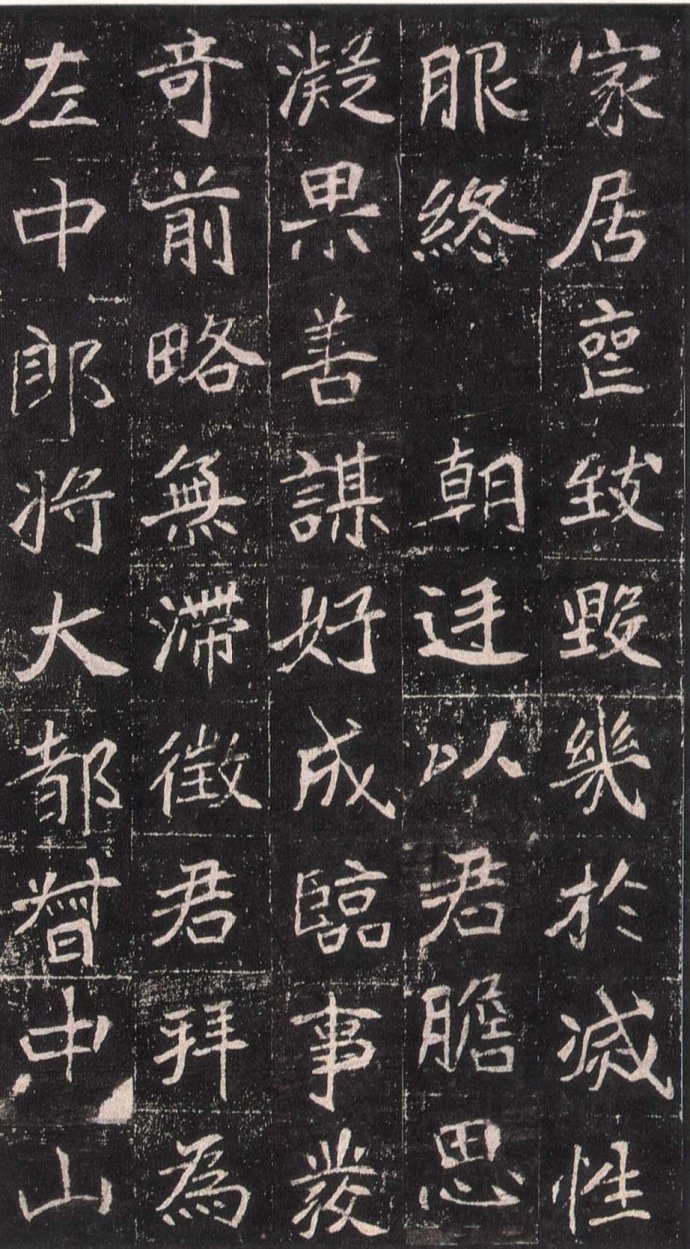 家居喪致毀幾於滅性
服終　朝廷以君膽思
凝果善謀好成臨事發
奇前略無滯徵君拜為
左中郎将大都督中山